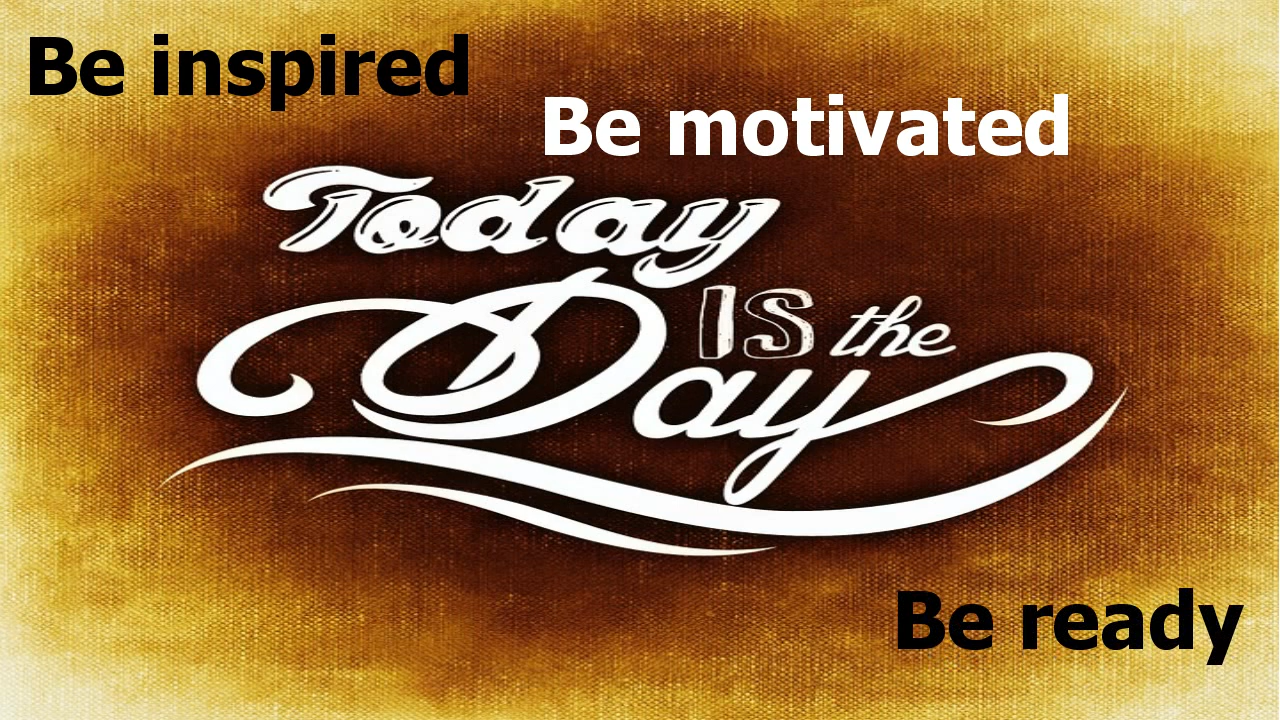 Be inspired
Be motivated
Today
IS the
Day
Be ready